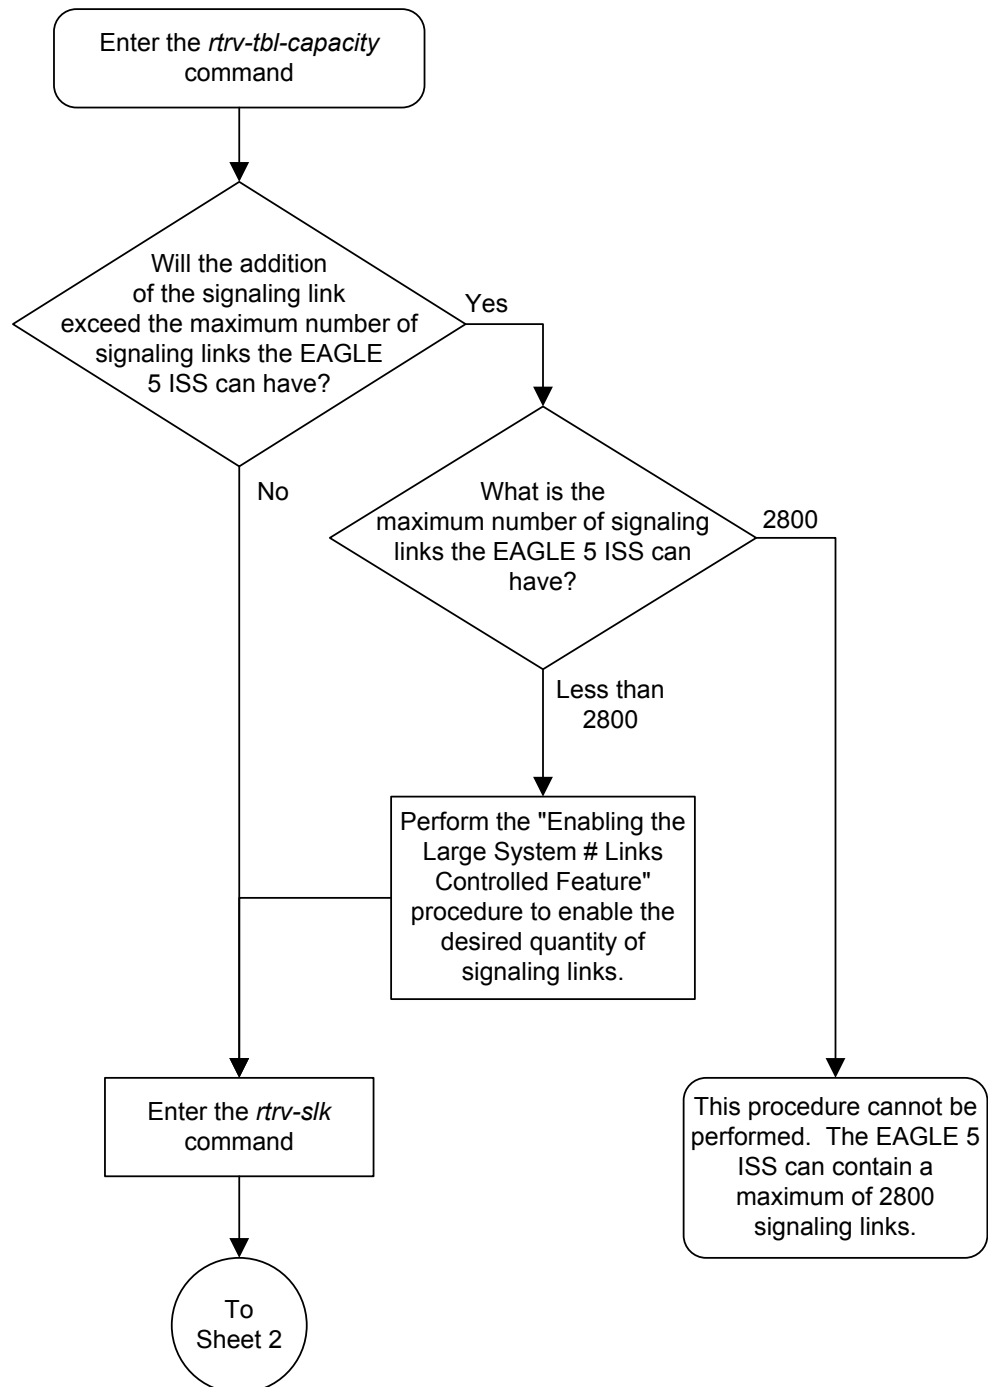 Enter the rtrv-tbl-capacity
command
Will the addition
of the signaling link
exceed the maximum number of
signaling links the EAGLE
5 ISS can have?
Yes
No
What is the
maximum number of signaling
links the EAGLE 5 ISS can
have?
2800
Less than
2800
Perform the "Enabling the
Large System # Links
Controlled Feature"
procedure to enable the
desired quantity of
signaling links.
Enter the rtrv-slk
command
This procedure cannot be
performed.  The EAGLE 5
ISS can contain a
maximum of 2800
signaling links.
To
Sheet 2